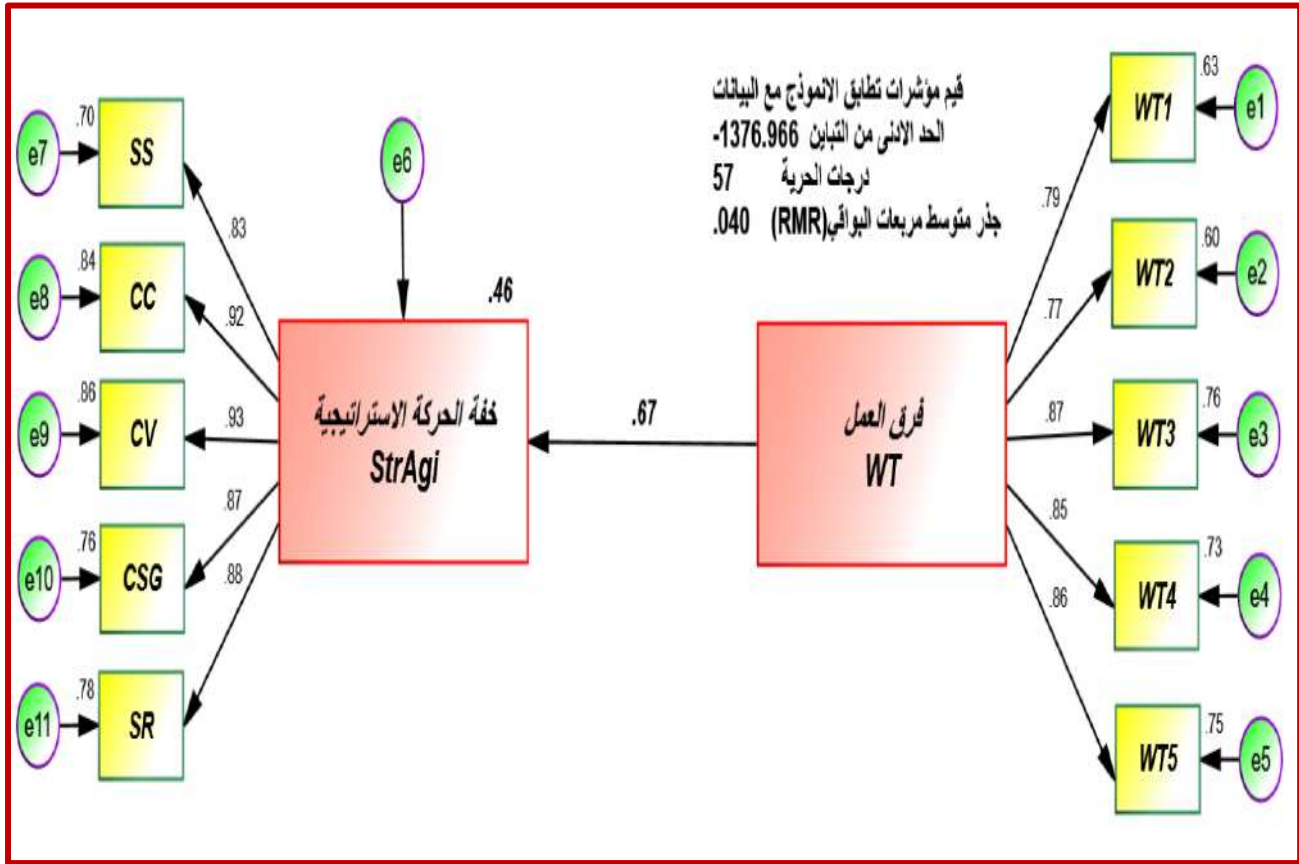 قيم مؤشرات تطابق الانموذج مع البيانات
الحد الادنى من التباين 1376.966-
درجات الحرية 57
جذر متوسط مربعات البواقي(RMR) .040
.70
e7
SS
.83
.84
e8
CC
.92
.86
e9
CV
.93
.76
e10
CSG
.87
.78
e11
SR
.88
e6
.46
خفة الحركة الاستراتيجية
StrAgi
.67
فرق العمل
WT
.79
WT1
.63
e1
.77
WT2
.60
e2
.87
WT3
.76
e3
.85
WT4
.73
e4
.86
WT5
.75
e5